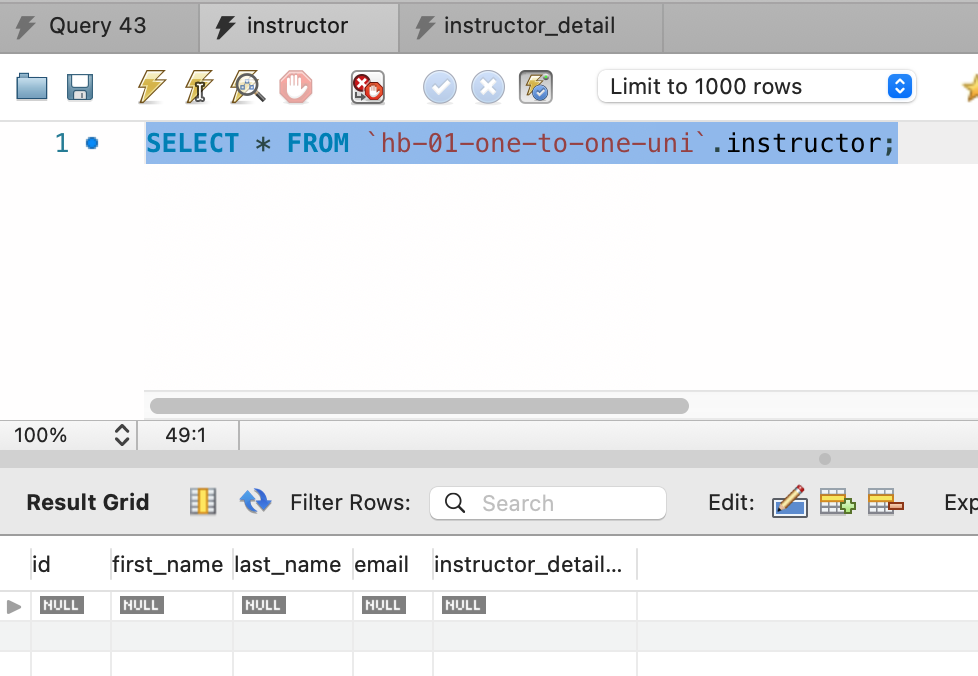 Query 43 instructor instructor_detail
Limit to 1000 rows
1 SELECT * FROM `hb-01-one-to-one-uni`.instructor;
100% 49:1
Result Grid Filter Rows: Search Edit: Exp
id first_name last_name email instructor_detail...
NULL NULL NULL NULL NULL